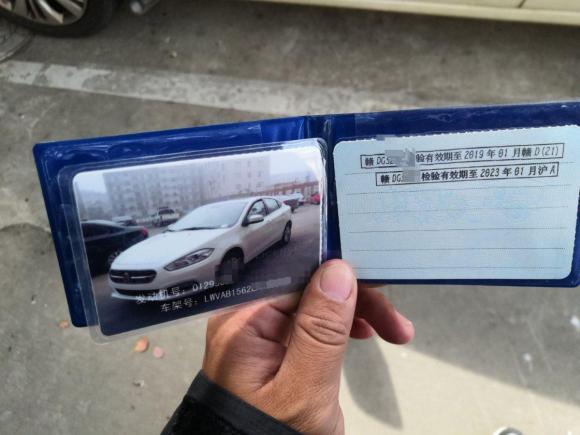 发动机号：0129
车架号：LWVAB1562
赣 DG 验有效期至 2019 年 01 月赣 D(21)
赣 DG 检验有效期至 2023 年 01 月沪 A